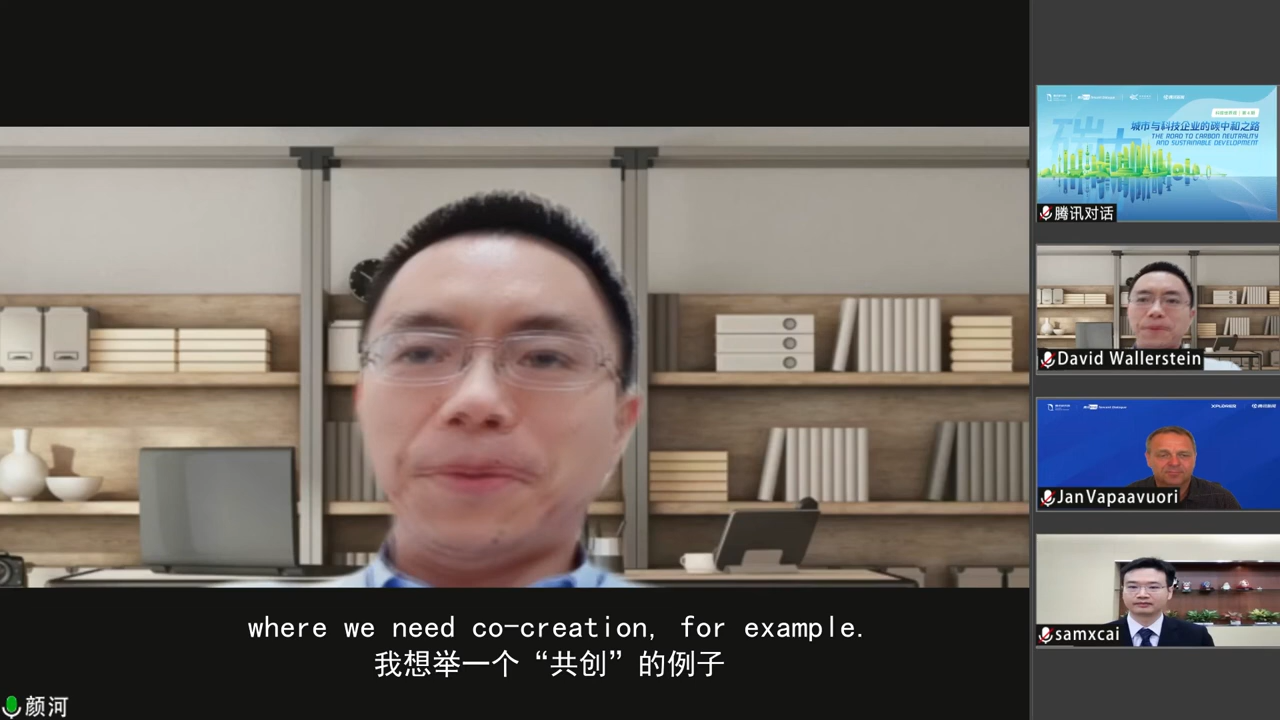 where we need co-creation, for example.
我想举一个“共创”的例子
颜河
城市与科技企业的碳中和之路
THE ROAD TO CARBON NEUTRALITY
AND SUSTAINABLE DEVELOPMENT
腾讯对话
David Wallerstein
JanVapaavuori
samxcai